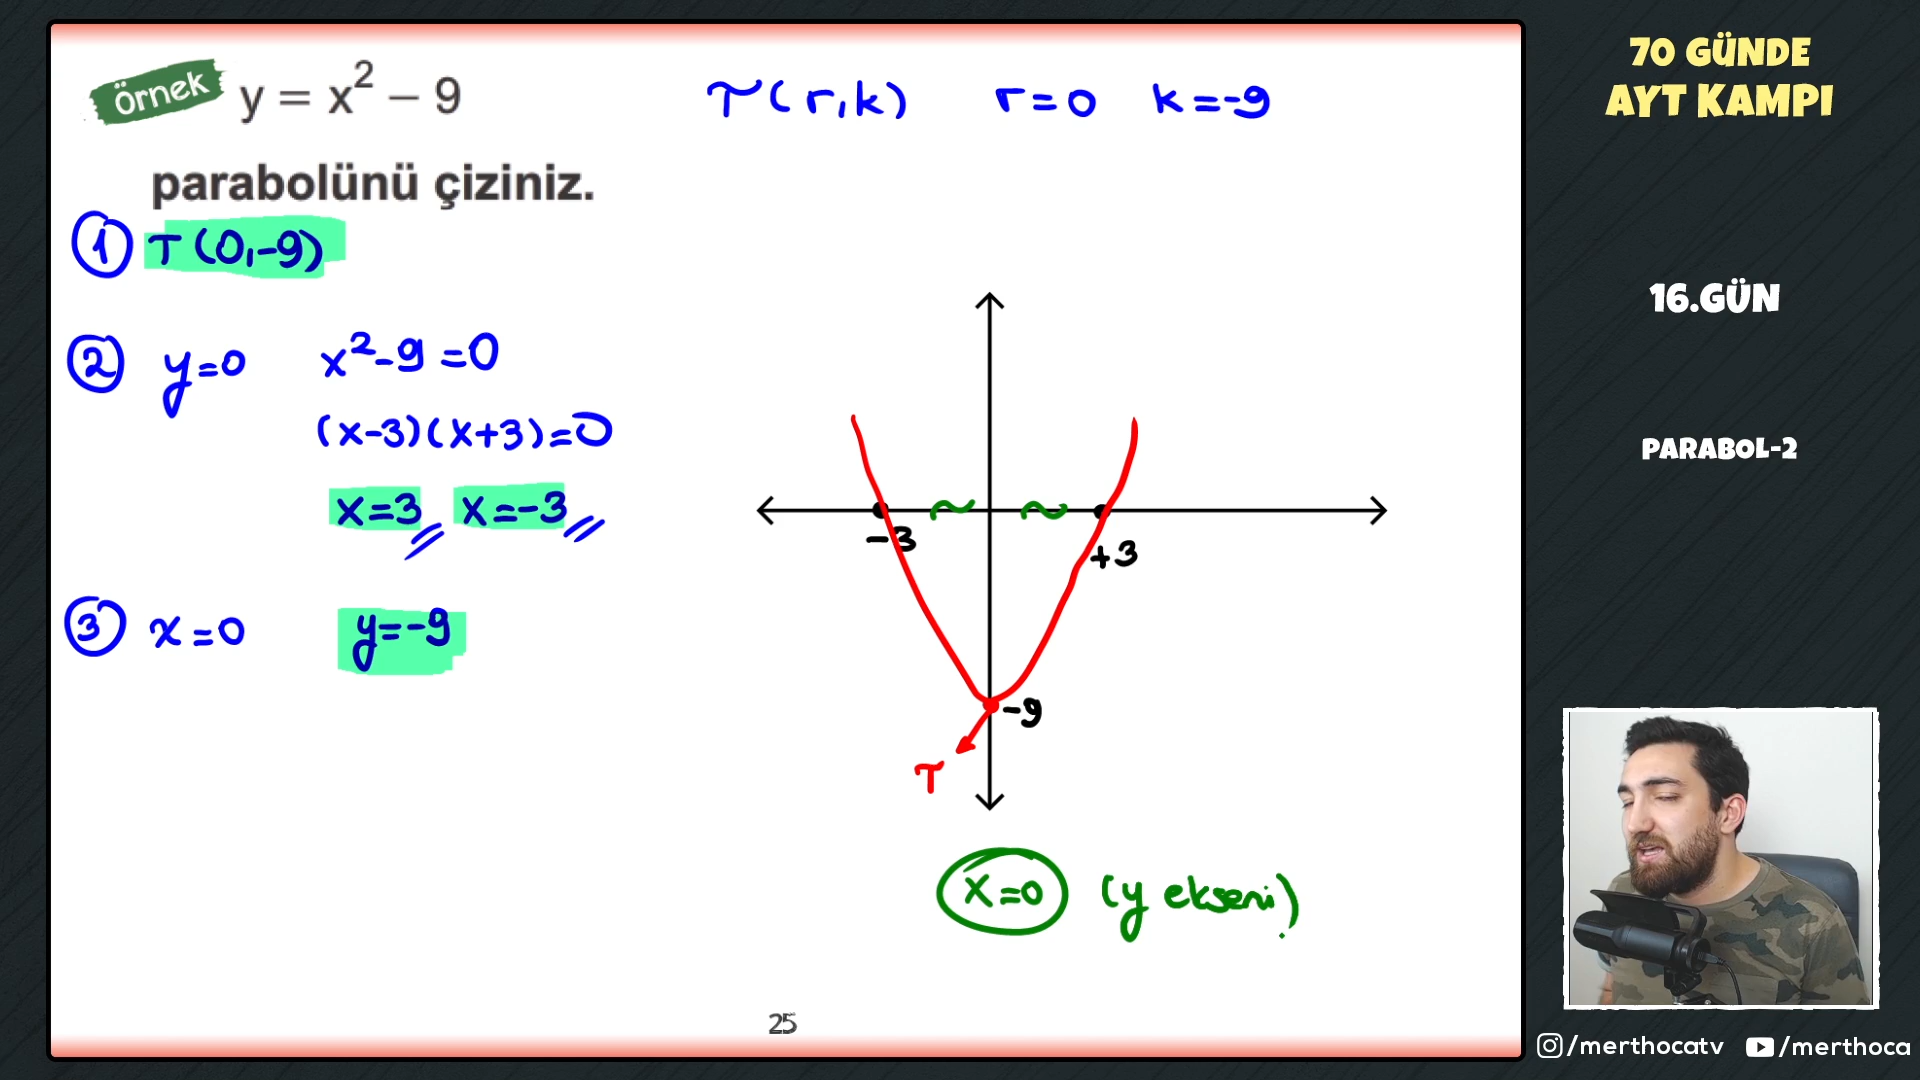 Örnek y = x² – 9
parabolünü çiziniz.
T(r,k) r=0 k=-9
1 T(0,-9)
2 y=0 x²-9=0
(x-3)(x+3)=0
x=3 x=-3
3 x=0 y=-9
-3
+3
-9
T
x=0 (y ekseni)
25
70 GÜNDE
AYT KAMPI
16.GÜN
PARABOL-2
/merthocatv /merthoca